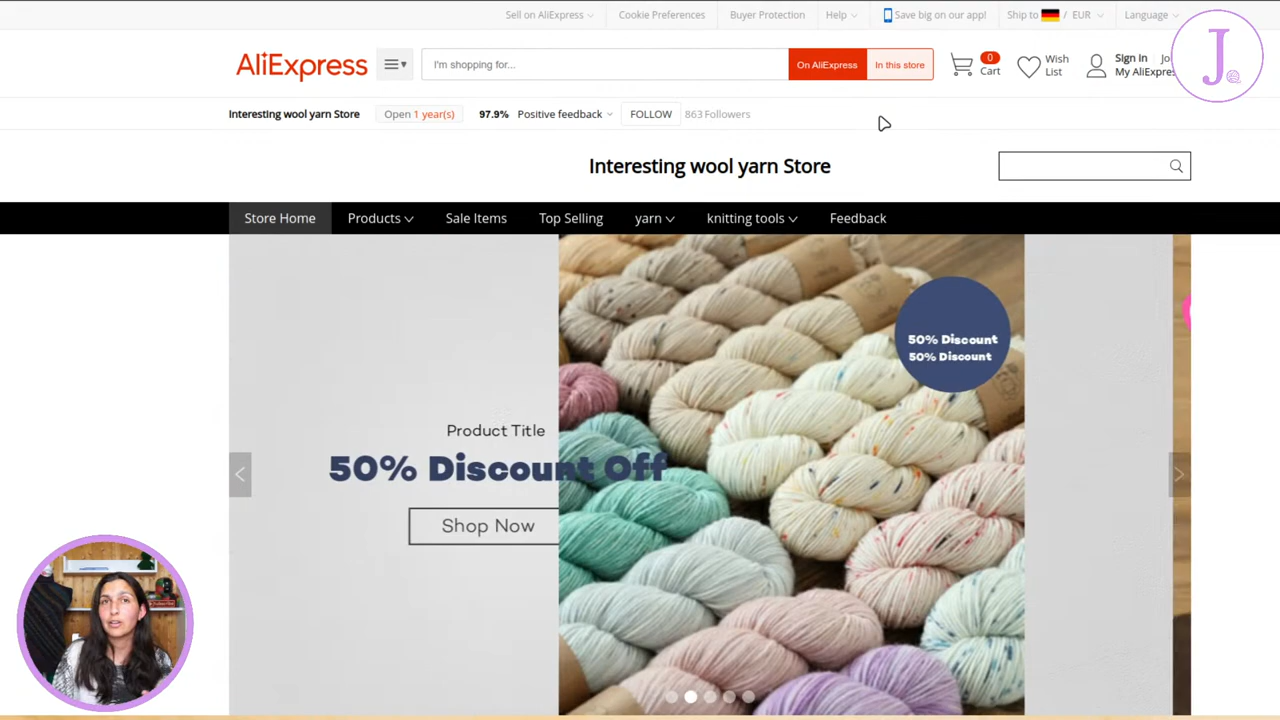 Sell on AliExpress
Cookie Preferences
Buyer Protection
Help
Save big on our app!
Ship to / EUR
Language
AliExpress
I'm shopping for...
On AliExpress
In this store
0
Cart
Wish
List
Sign In
Jo
My AliExpres
J
Interesting wool yarn Store
Open 1 year(s)
97.9% Positive feedback
FOLLOW
863 Followers
Interesting wool yarn Store
Store Home
Products
Sale Items
Top Selling
yarn
knitting tools
Feedback
50% Discount
50% Discount
Product Title
50% Discount Off
Shop Now